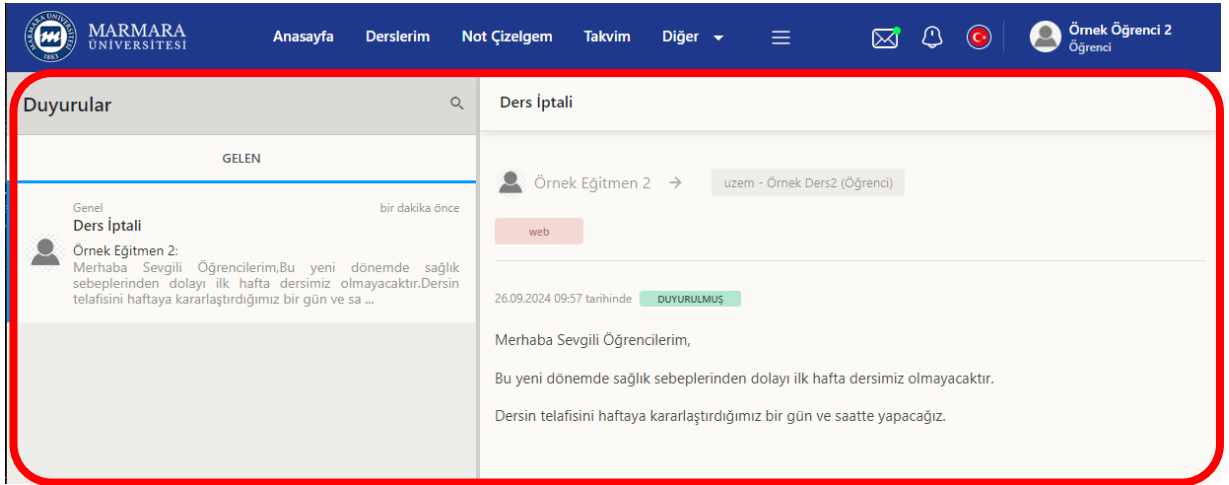 MARMARA
ÜNİVERSİTESİ
Anasayfa
Derslerim
Not Çizelgem
Takvim
Diğer
Örnek Öğrenci 2
Öğrenci
Duyurular
GELEN
Genel
bir dakika önce
Ders İptali
Örnek Eğitmen 2:
Merhaba Sevgili Öğrencilerim,Bu yeni dönemde sağlık
sebeplerinden dolayı ilk hafta dersimiz olmayacaktır.Dersin
telafisini haftaya kararlaştırdığımız bir gün ve sa ...
Ders İptali
Örnek Eğitmen 2 → uzem - Örnek Ders2 (Öğrenci)
web
26.09.2024 09:57 tarihinde DUYURULMUŞ
Merhaba Sevgili Öğrencilerim,
Bu yeni dönemde sağlık sebeplerinden dolayı ilk hafta dersimiz olmayacaktır.
Dersin telafisini haftaya kararlaştırdığımız bir gün ve saatte yapacağız.